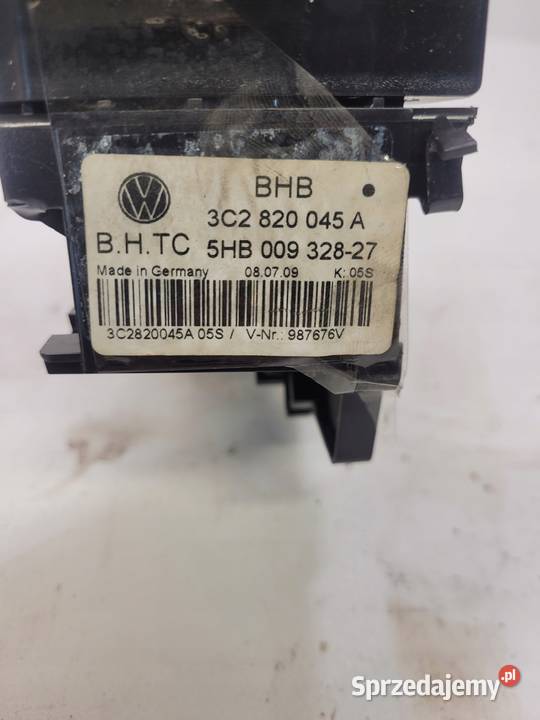 BHB
3C2 820 045 A
B.H.TC 5HB 009 328-27
Made in Germany 08.07.09 K: 05S
3C2820045A 05S / V-Nr.: 987676V
Sprzedajemy.pl